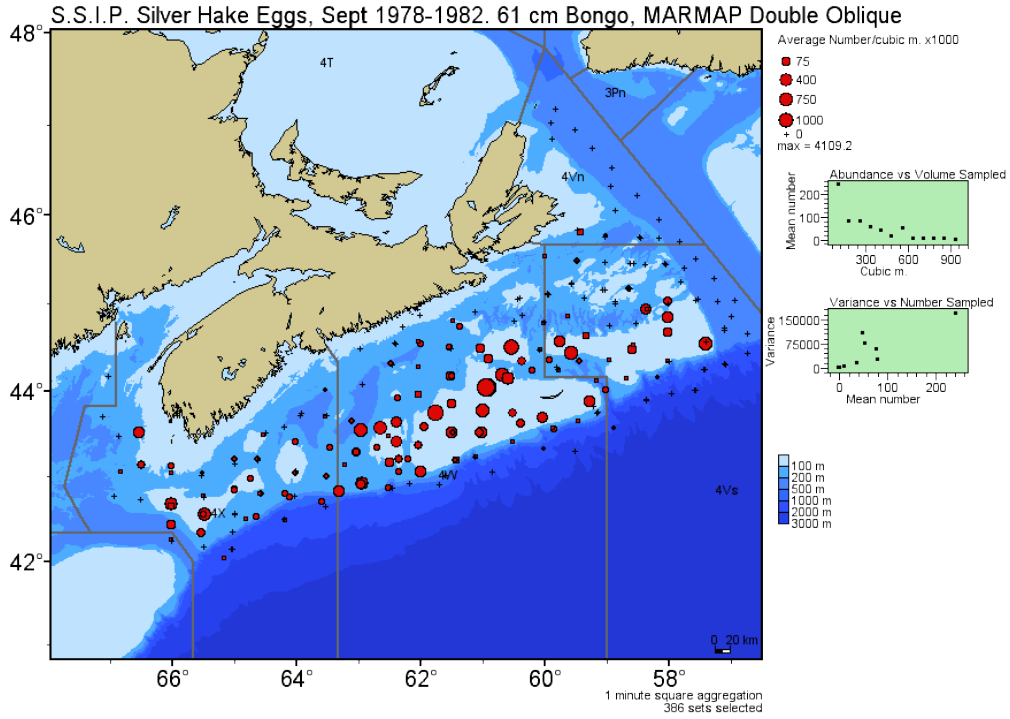 S.S.I.P. Silver Hake Eggs, Sept 1978-1982. 61 cm Bongo, MARMAP Double Oblique
48°
46°
44°
42°
66°
64°
62°
60°
58°
4T
3Pn
4Vn
4W
4X
4Vs
0 20 km
1 minute square aggregation
386 sets selected
Average Number/cubic m. x1000
75
400
750
1000
0
max = 4109.2
Abundance vs Volume Sampled
Mean number
200
100
0
300
600
900
Cubic m.
Variance vs Number Sampled
Variance
150000
75000
0
0
100
200
Mean number
100 m
200 m
500 m
1000 m
2000 m
3000 m